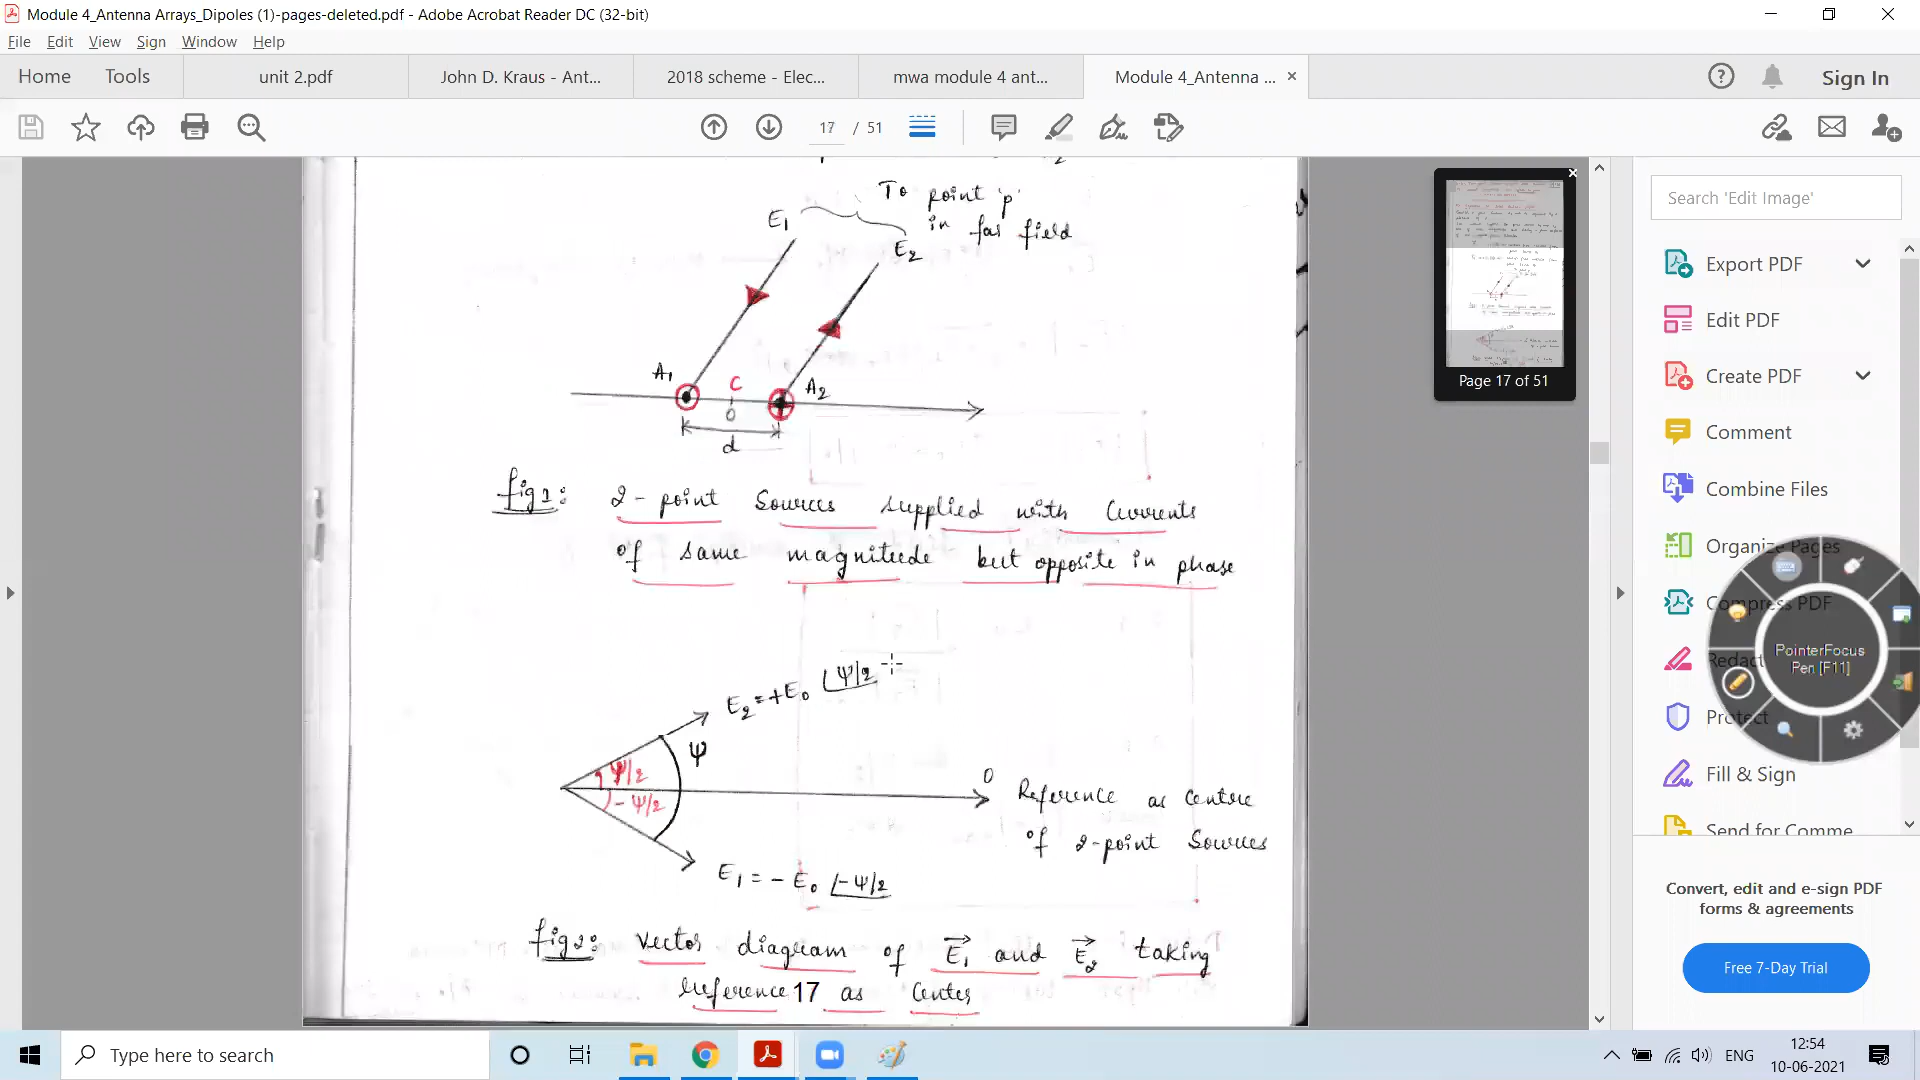 Module 4_Antenna Arrays_Dipoles (1)-pages-deleted.pdf - Adobe Acrobat Reader DC (32-bit)
File Edit View Sign Window Help
Home Tools unit 2.pdf John D. Kraus - Ant... 2018 scheme - Elec... mwa module 4 ant... Module 4_Antenna ... × Sign In
17 / 51
To point 'p'
in far field
E1
E2
A1 C A2
0
d
fig1: 2-point Sources supplied with Currents
of same magnitude but opposite in phase
E2=+E0 ∠Ψ/2
Ψ
Ψ/2
-Ψ/2
0 Reference as Centre
of 2-point Sources
E1 = - E0 ∠-Ψ/2
fig2: Vector diagram of E1 and E2 taking
reference 17 as Center
Page 17 of 51
Search 'Edit Image'
Export PDF
Edit PDF
Create PDF
Comment
Combine Files
Organize Pages
Compress PDF
Redact
Protect
Fill & Sign
Send for Comme
PointerFocus
Pen [F11]
Convert, edit and e-sign PDF
forms & agreements
Free 7-Day Trial
Type here to search
ENG
12:54
10-06-2021